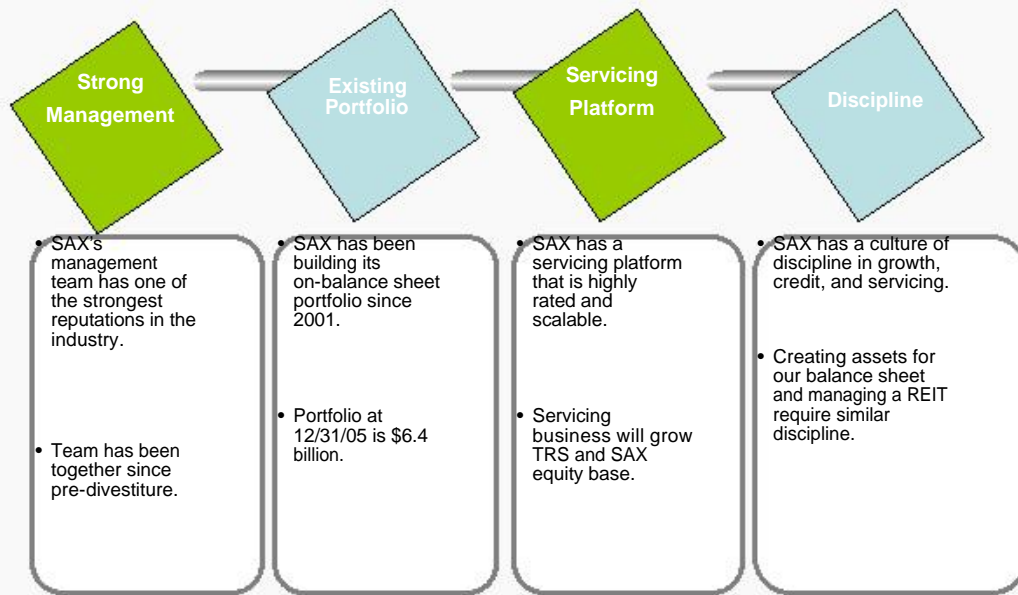 Strong
Management
Existing
Portfolio
Servicing
Platform
Discipline
• SAX's
management
team has one of
the strongest
reputations in the
industry.
• Team has been
together since
pre-divestiture.
• SAX has been
building its
on-balance sheet
portfolio since
2001.
• Portfolio at
12/31/05 is $6.4
billion.
• SAX has a
servicing platform
that is highly
rated and
scalable.
• Servicing
business will grow
TRS and SAX
equity base.
• SAX has a culture of
discipline in growth,
credit, and servicing.
• Creating assets for
our balance sheet
and managing a REIT
require similar
discipline.